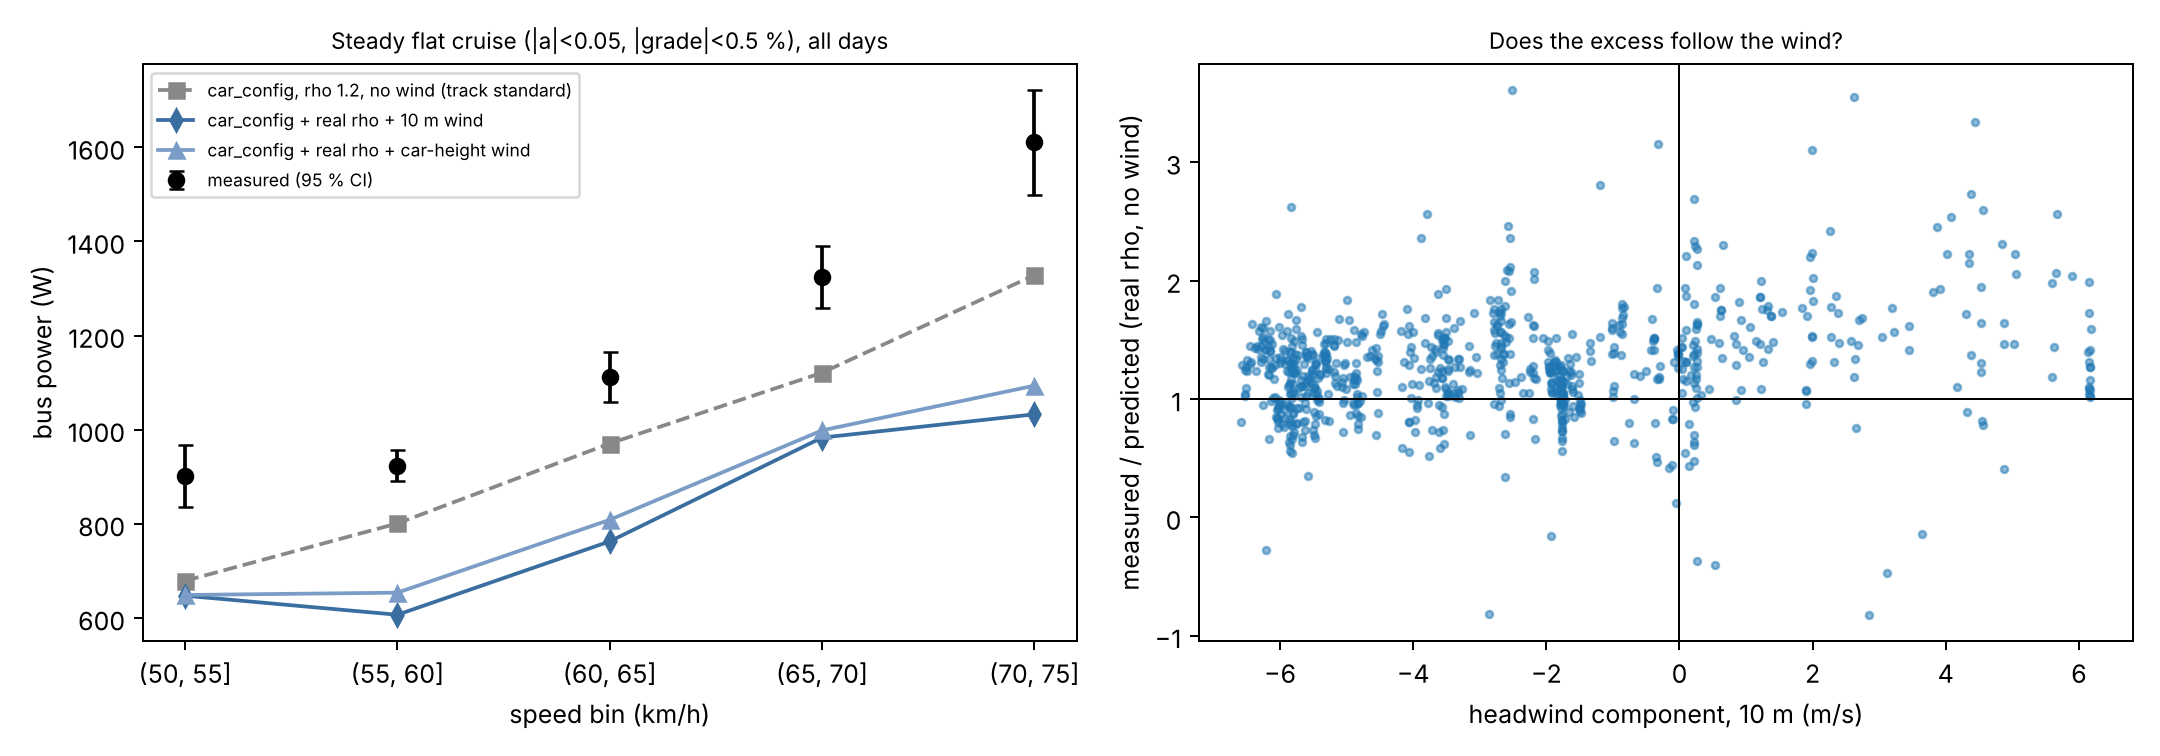 Steady flat cruise (|a|<0.05, |grade|<0.5 %), all days
car_config, rho 1.2, no wind (track standard)
car_config + real rho + 10 m wind
car_config + real rho + car-height wind
measured (95 % CI)
bus power (W)
1600
1400
1200
1000
800
600
(50, 55]
(55, 60]
(60, 65]
(65, 70]
(70, 75]
speed bin (km/h)
Does the excess follow the wind?
measured / predicted (real rho, no wind)
3
2
1
0
−1
−6
−4
−2
0
2
4
6
headwind component, 10 m (m/s)